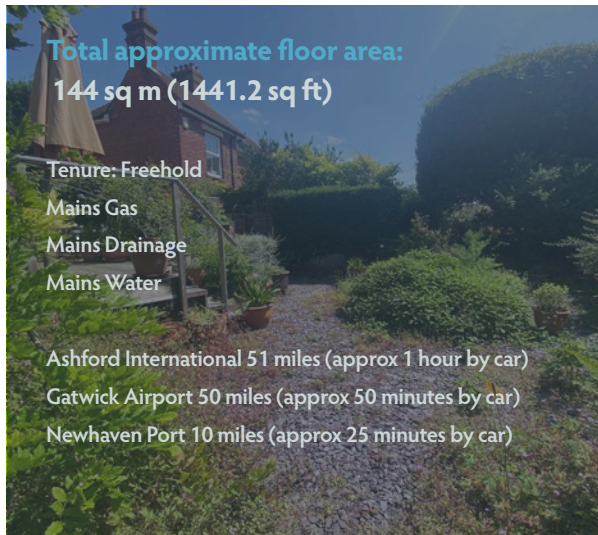 Total approximate floor area:
144 sq m (1441.2 sq ft)
Tenure: Freehold
Mains Gas
Mains Drainage
Mains Water
Ashford International 51 miles (approx 1 hour by car)
Gatwick Airport 50 miles (approx 50 minutes by car)
Newhaven Port 10 miles (approx 25 minutes by car)